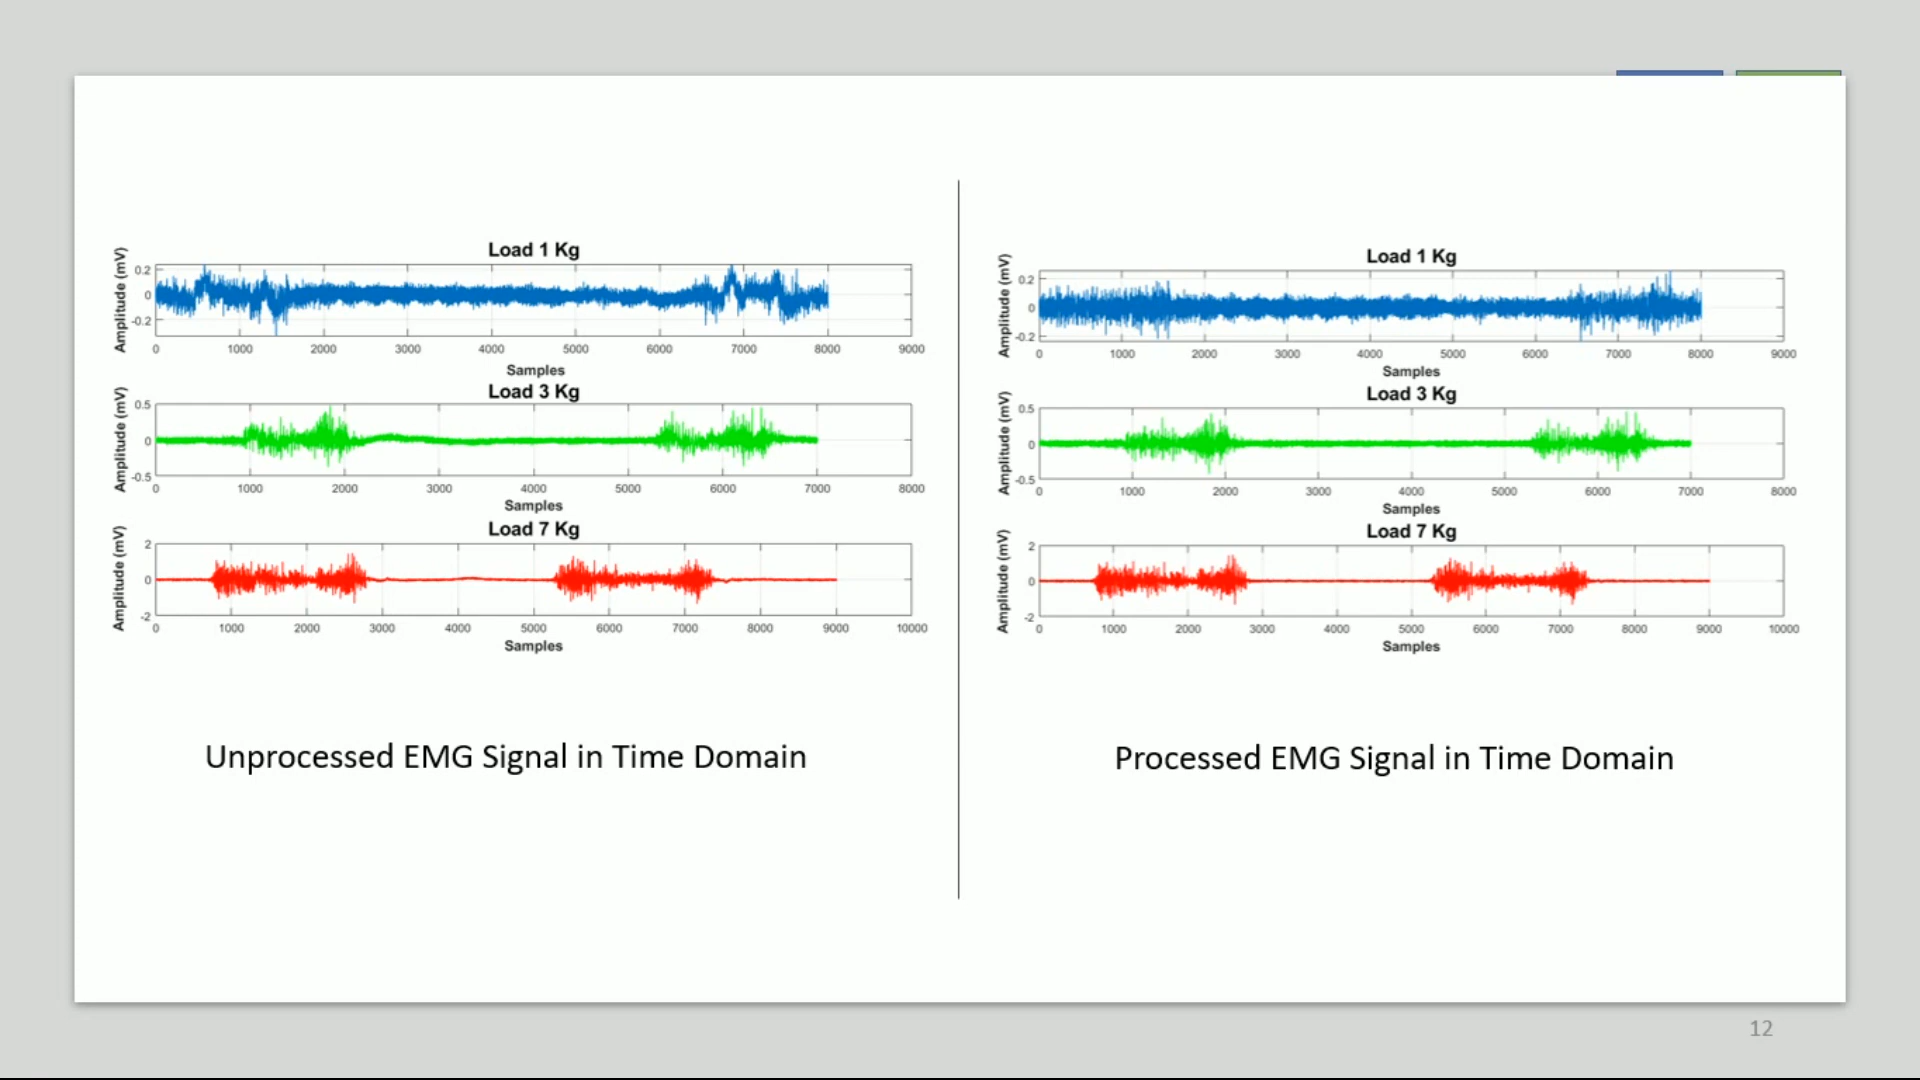 Load 1 Kg
Amplitude (mV)
0.2
0
-0.2
0 1000 2000 3000 4000 5000 6000 7000 8000 9000
Samples
Load 3 Kg
Amplitude (mV)
0.5
0
-0.5
0 1000 2000 3000 4000 5000 6000 7000 8000
Samples
Load 7 Kg
Amplitude (mV)
2
0
-2
0 1000 2000 3000 4000 5000 6000 7000 8000 9000 10000
Samples
Unprocessed EMG Signal in Time Domain
Load 1 Kg
Amplitude (mV)
0.2
0
-0.2
0 1000 2000 3000 4000 5000 6000 7000 8000 9000
Samples
Load 3 Kg
Amplitude (mV)
0.5
0
-0.5
0 1000 2000 3000 4000 5000 6000 7000 8000
Samples
Load 7 Kg
Amplitude (mV)
2
0
-2
0 1000 2000 3000 4000 5000 6000 7000 8000 9000 10000
Samples
Processed EMG Signal in Time Domain
12